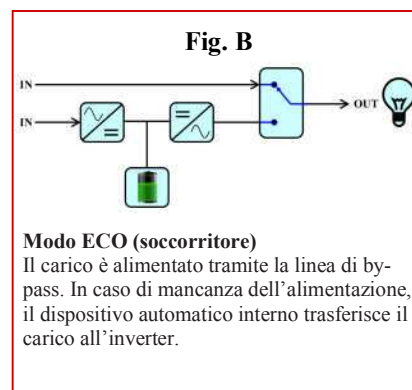 Fig. B
IN
IN
OUT
Modo ECO (soccorritore)
Il carico è alimentato tramite la linea di by-
pass. In caso di mancanza dell'alimentazione,
il dispositivo automatico interno trasferisce il
carico all'inverter.